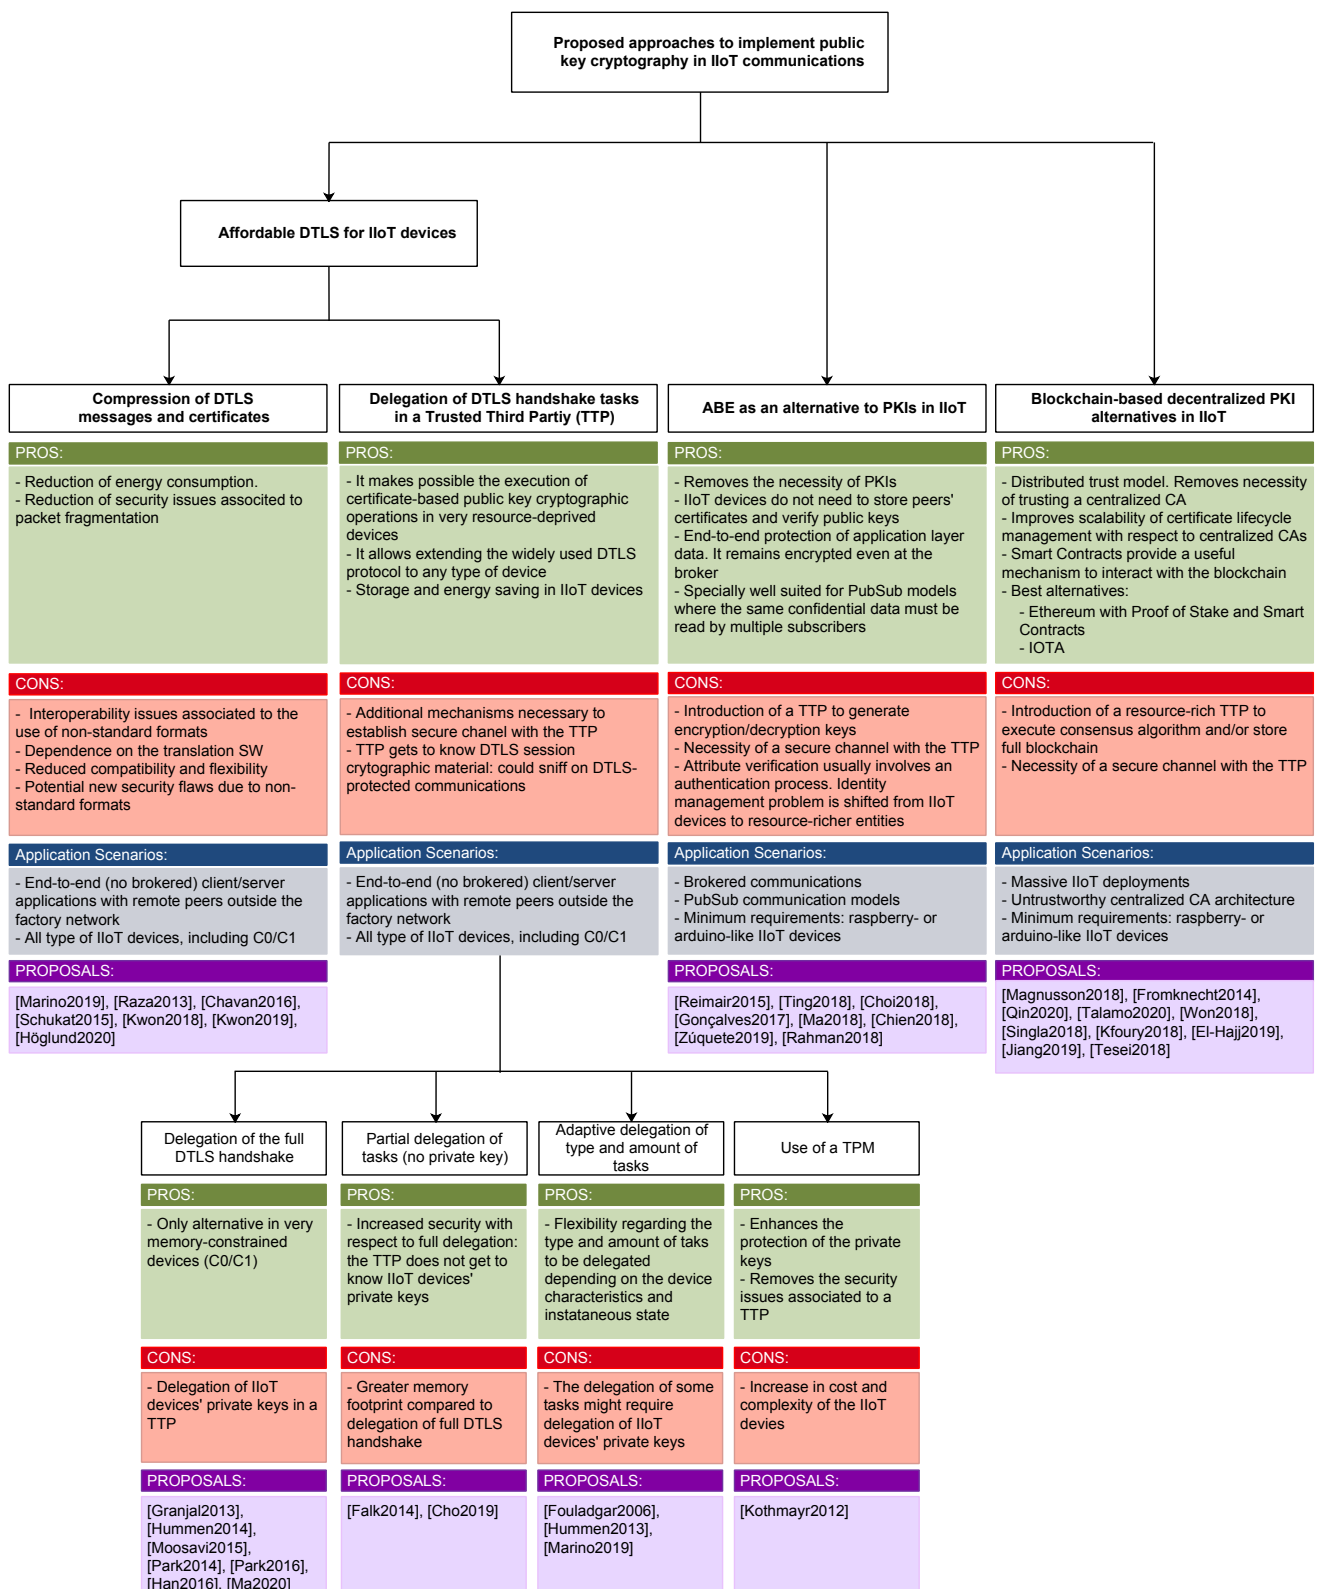 Proposed approaches to implement public
key cryptography in IIoT communications
Affordable DTLS for IIoT devices
Compression of DTLS
messages and certificates
PROS:
- Reduction of energy consumption.
- Reduction of security issues associted to
packet fragmentation
CONS:
- Interoperability issues associated to the
use of non-standard formats
- Dependence on the translation SW
- Reduced compatibility and flexibility
- Potential new security flaws due to non-
standard formats
Application Scenarios:
- End-to-end (no brokered) client/server
applications with remote peers outside the
factory network
- All type of IIoT devices, including C0/C1
PROPOSALS:
[Marino2019], [Raza2013], [Chavan2016],
[Schukat2015], [Kwon2018], [Kwon2019],
[Höglund2020]
Delegation of DTLS handshake tasks
in a Trusted Third Partiy (TTP)
PROS:
- It makes possible the execution of
certificate-based public key cryptographic
operations in very resource-deprived
devices
- It allows extending the widely used DTLS
protocol to any type of device
- Storage and energy saving in IIoT devices
CONS:
- Additional mechanisms necessary to
establish secure chanel with the TTP
- TTP gets to know DTLS session
crytographic material: could sniff on DTLS-
protected communications
Application Scenarios:
- End-to-end (no brokered) client/server
applications with remote peers outside the
factory network
- All type of IIoT devices, including C0/C1
ABE as an alternative to PKIs in IIoT
PROS:
- Removes the necessity of PKIs
- IIoT devices do not need to store peers'
certificates and verify public keys
- End-to-end protection of application layer
data. It remains encrypted even at the
broker
- Specially well suited for PubSub models
where the same confidential data must be
read by multiple subscribers
CONS:
- Introduction of a TTP to generate
encryption/decryption keys
- Necessity of a secure channel with the TTP
- Attribute verification usually involves an
authentication process. Identity
management problem is shifted from IIoT
devices to resource-richer entities
Application Scenarios:
- Brokered communications
- PubSub communication models
- Minimum requirements: raspberry- or
arduino-like IIoT devices
PROPOSALS:
[Reimair2015], [Ting2018], [Choi2018],
[Gonçalves2017], [Ma2018], [Chien2018],
[Zúquete2019], [Rahman2018]
Blockchain-based decentralized PKI
alternatives in IIoT
PROS:
- Distributed trust model. Removes necessity
of trusting a centralized CA
- Improves scalability of certificate lifecycle
management with respect to centralized CAs
- Smart Contracts provide a useful
mechanism to interact with the blockchain
- Best alternatives:
- Ethereum with Proof of Stake and Smart
Contracts
- IOTA
CONS:
- Introduction of a resource-rich TTP to
execute consensus algorithm and/or store
full blockchain
- Necessity of a secure channel with the TTP
Application Scenarios:
- Massive IIoT deployments
- Untrustworthy centralized CA architecture
- Minimum requirements: raspberry- or
arduino-like IIoT devices
PROPOSALS:
[Magnusson2018], [Fromknecht2014],
[Qin2020], [Talamo2020], [Won2018],
[Singla2018], [Kfoury2018], [El-Hajj2019],
[Jiang2019], [Tesei2018]
Delegation of the full
DTLS handshake
PROS:
- Only alternative in very
memory-constrained
devices (C0/C1)
CONS:
- Delegation of IIoT
devices' private keys in a
TTP
PROPOSALS:
[Granjal2013],
[Hummen2014],
[Moosavi2015],
[Park2014], [Park2016],
[Han2016], [Ma2020]
Partial delegation of
tasks (no private key)
PROS:
- Increased security with
respect to full delegation:
the TTP does not get to
know IIoT devices'
private keys
CONS:
- Greater memory
footprint compared to
delegation of full DTLS
handshake
PROPOSALS:
[Falk2014], [Cho2019]
Adaptive delegation of
type and amount of
tasks
PROS:
- Flexibility regarding the
type and amount of taks
to be delegated
depending on the device
characteristics and
instataneous state
CONS:
- The delegation of some
tasks might require
delegation of IIoT
devices' private keys
PROPOSALS:
[Fouladgar2006],
[Hummen2013],
[Marino2019]
Use of a TPM
PROS:
- Enhances the
protection of the private
keys
- Removes the security
issues associated to a
TTP
CONS:
- Increase in cost and
complexity of the IIoT
devies
PROPOSALS:
[Kothmayr2012]